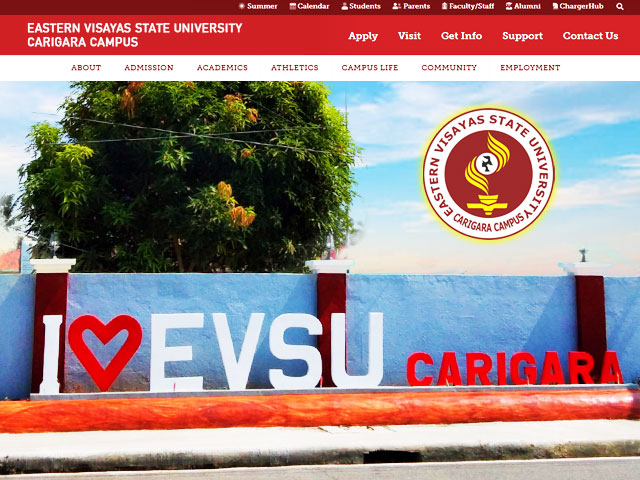 Summer Calendar Students Parents Faculty/Staff Alumni ChargerHub
EASTERN VISAYAS STATE UNIVERSITY
CARIGARA CAMPUS
Apply Visit Get Info Support Contact Us
ABOUT ADMISSION ACADEMICS ATHLETICS CAMPUS LIFE COMMUNITY EMPLOYMENT
EASTERN VISAYAS STATE UNIVERSITY
CARIGARA CAMPUS
I EVSU CARIGARA